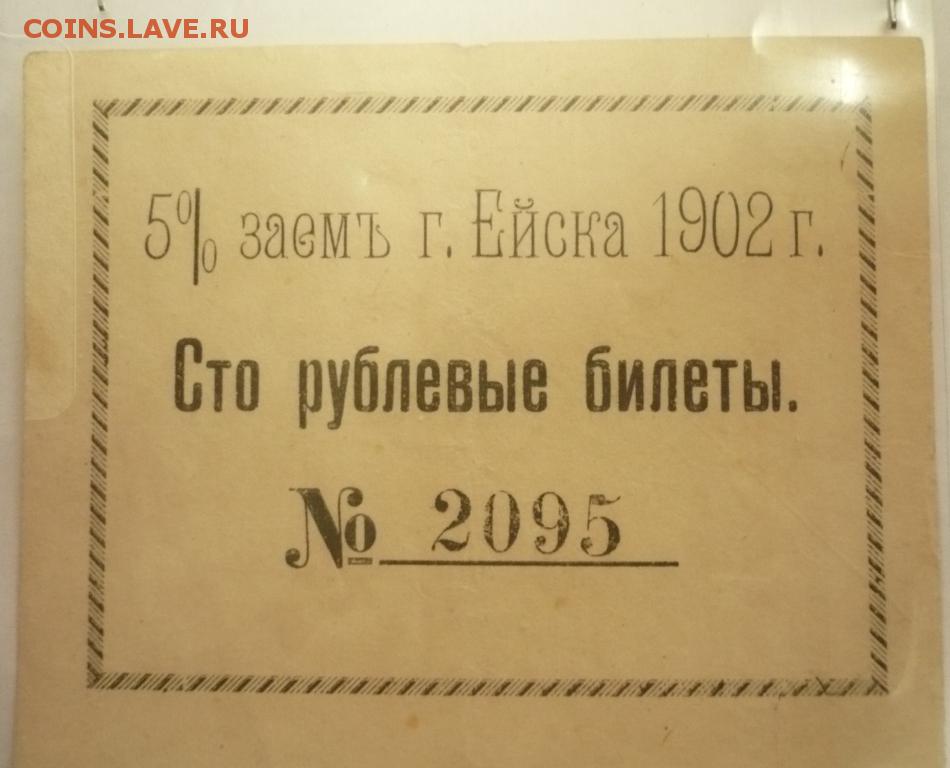 COINS.LAVE.RU
5% заемъ г. Ейска 1902 г.
Сто рублевые билеты.
№ 2095